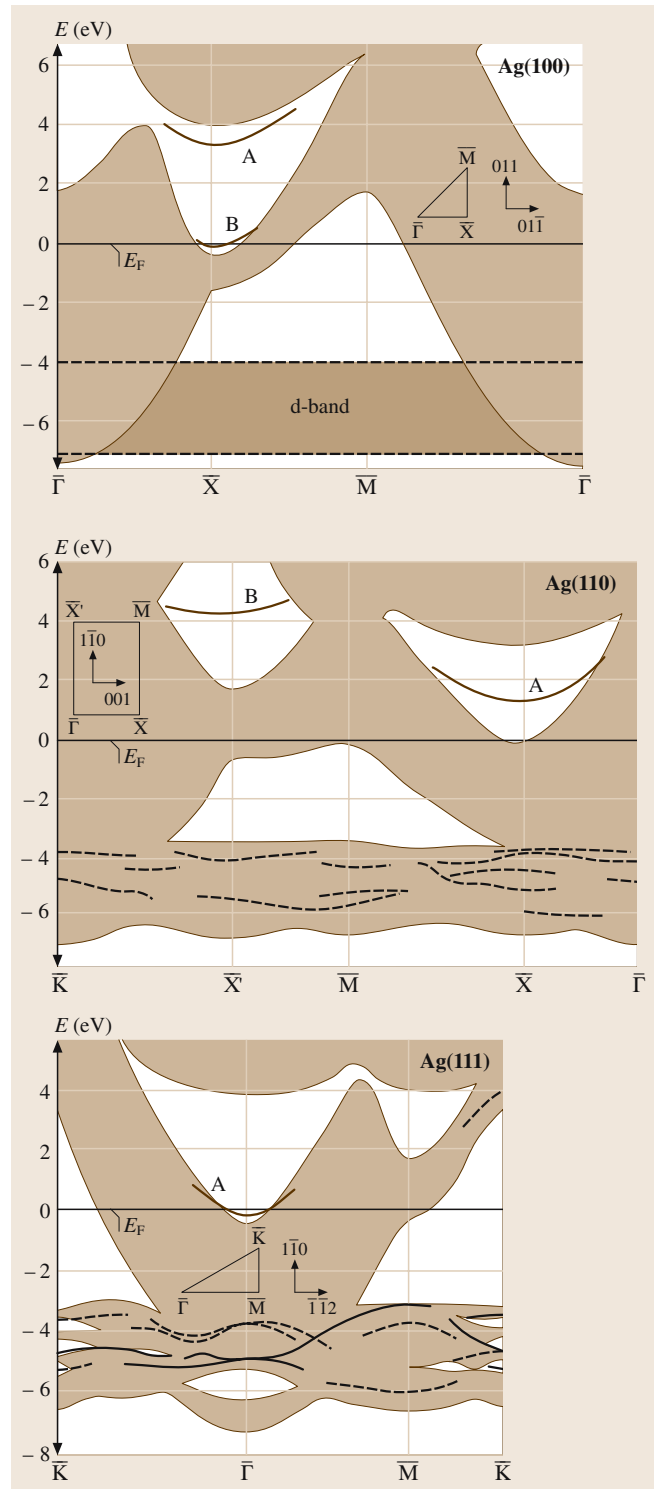 E (eV)
Ag(100)
6
4
2
0
– 2
– 4
– 6
A
B
E_F
M̄
Γ̄
X̄
011
011̄
d-band
Γ̄ X̄ M̄ Γ̄
E (eV)
Ag(110)
6
4
2
0
– 2
– 4
– 6
B
A
X̄' M̄
11̄0
001
Γ̄ X̄
E_F
K̄ X̄' M̄ X̄ Γ̄
E (eV)
Ag(111)
4
2
0
– 2
– 4
– 6
– 8
A
E_F
K̄
Γ̄
M̄
11̄0
1̄1̄2
K̄ Γ̄ M̄ K̄